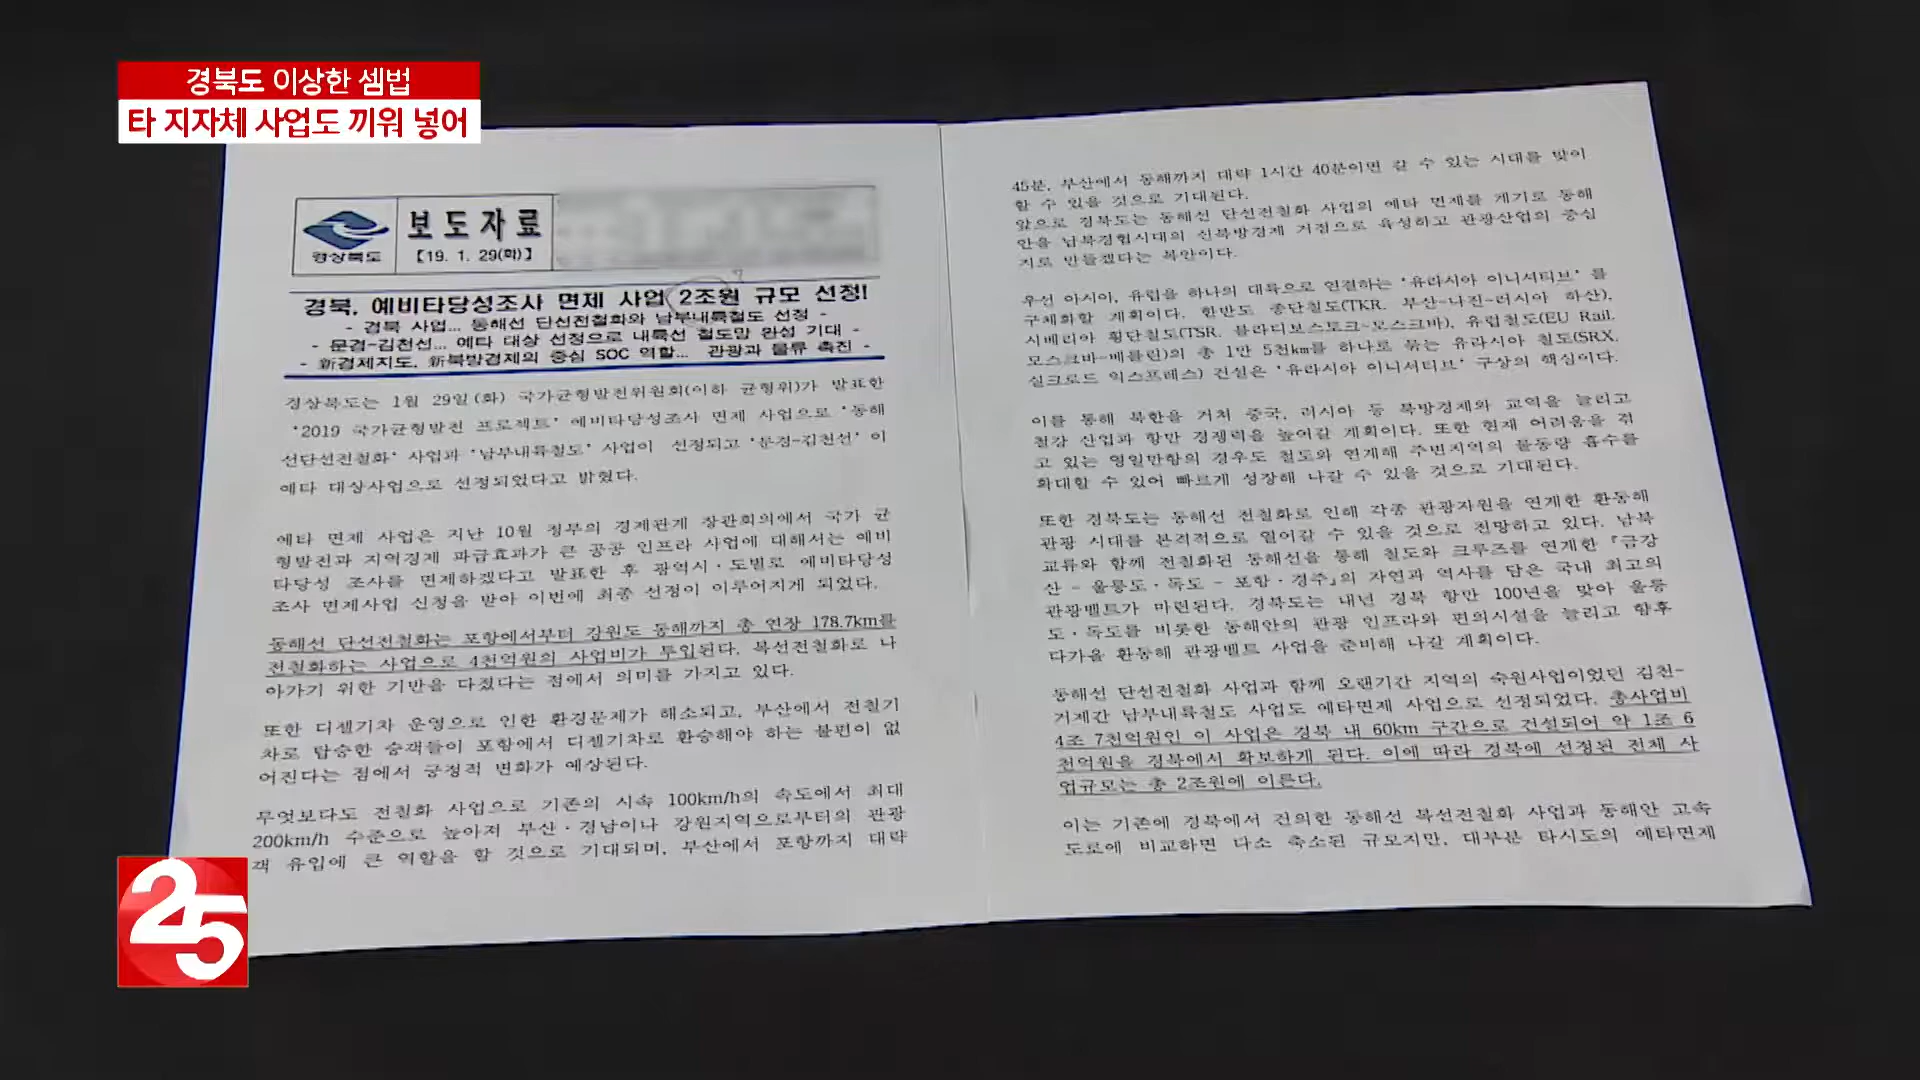 경북도 이상한 셈법
타 지자체 사업도 끼워 넣어
경상북도
보도자료
【19. 1. 29(화)】
경북, 예비타당성조사 면제 사업 2조원 규모 선정!
- 경북 사업... 동해선 단선전철화와 남부내륙철도 선정 -
- 문경-김천선... 예타 대상 선정으로 내륙선 철도망 완성 기대 -
- 新경제지도, 新북방경제의 중심 SOC 역할... 관광과 물류 촉진 -
경상북도는 1월 29일(화) 국가균형발전위원회(이하 균형위)가 발표한
'2019 국가균형발전 프로젝트' 예비타당성조사 면제 사업으로 '동해
선단선전철화' 사업과 '남부내륙철도' 사업이 선정되고 '문경-김천선'이
예타 대상사업으로 선정되었다고 밝혔다.
예타 면제 사업은 지난 10월 정부의 경제관계 장관회의에서 국가 균
형발전과 지역경제 파급효과가 큰 공공 인프라 사업에 대해서는 예비
타당성 조사를 면제하겠다고 발표한 후 광역시·도별로 예비타당성
조사 면제사업 신청을 받아 이번에 최종 선정이 이루어지게 되었다.
동해선 단선전철화는 포항에서부터 강원도 동해까지 총 연장 178.7km를
전철화하는 사업으로 4천억원의 사업비가 투입된다. 복선전철화로 나
아가기 위한 기반을 다졌다는 점에서 의미를 가지고 있다.
또한 디젤기차 운영으로 인한 환경문제가 해소되고, 부산에서 전철기
차로 탑승한 승객들이 포항에서 디젤기차로 환승해야 하는 불편이 없
어진다는 점에서 긍정적 변화가 예상된다.
무엇보다도 전철화 사업으로 기존의 시속 100km/h의 속도에서 최대
200km/h 수준으로 높아져 부산·경남이나 강원지역으로부터의 관광
객 유입에 큰 역할을 할 것으로 기대되며, 부산에서 포항까지 대략
45분, 부산에서 동해까지 대략 1시간 40분이면 갈 수 있는 시대를 맞이
할 수 있을 것으로 기대된다.
앞으로 경북도는 동해선 단선전철화 사업의 예타 면제를 계기로 동해
안을 남북경협시대의 신북방경제 거점으로 육성하고 관광산업의 중심
지로 만들겠다는 복안이다.
우선 아시아, 유럽을 하나의 대륙으로 연결하는 '유라시아 이니셔티브' 를
구체화할 계획이다. 한반도 종단철도(TKR. 부산-나진-러시아 하산),
시베리아 횡단철도(TSR. 블라디보스토크-모스크바), 유럽철도(EU Rail.
모스크바-베를린)의 총 1만 5천km를 하나로 묶는 유라시아 철도(SRX,
실크로드 익스프레스) 건설은 '유라시아 이니셔티브' 구상의 핵심이다.
이를 통해 북한을 거쳐 중국, 러시아 등 북방경제와 교역을 늘리고
철강 산업과 항만 경쟁력을 높여갈 계획이다. 또한 현재 어려움을 겪
고 있는 영일만항의 경우도 철도와 연계해 주변지역의 물동량 흡수를
확대할 수 있어 빠르게 성장해 나갈 수 있을 것으로 기대된다.
또한 경북도는 동해선 전철화로 인해 각종 관광자원을 연계한 환동해
관광 시대를 본격적으로 열어갈 수 있을 것으로 전망하고 있다. 남북
교류와 함께 전철화된 동해선을 통해 철도와 크루즈를 연계한 『금강
산 - 울릉도·독도 - 포항·경주』의 자연과 역사를 담은 국내 최고의
관광벨트가 마련된다. 경북도는 내년 경북 항만 100년을 맞아 울릉
도·독도를 비롯한 동해안의 관광 인프라와 편의시설을 늘리고 향후
다가올 환동해 관광벨트 사업을 준비해 나갈 계획이다.
동해선 단선전철화 사업과 함께 오랜기간 지역의 숙원사업이었던 김천-
거제간 남부내륙철도 사업도 예타면제 사업으로 선정되었다. 총사업비
4조 7천억원인 이 사업은 경북 내 60km 구간으로 건설되어 약 1조 6
천억원을 경북에서 확보하게 된다. 이에 따라 경북에 선정된 전체 사
업규모는 총 2조원에 이른다.
이는 기존에 경북에서 건의한 동해선 복선전철화 사업과 동해안 고속
도로에 비교하면 다소 축소된 규모지만, 대부분 타시도의 예타면제
25